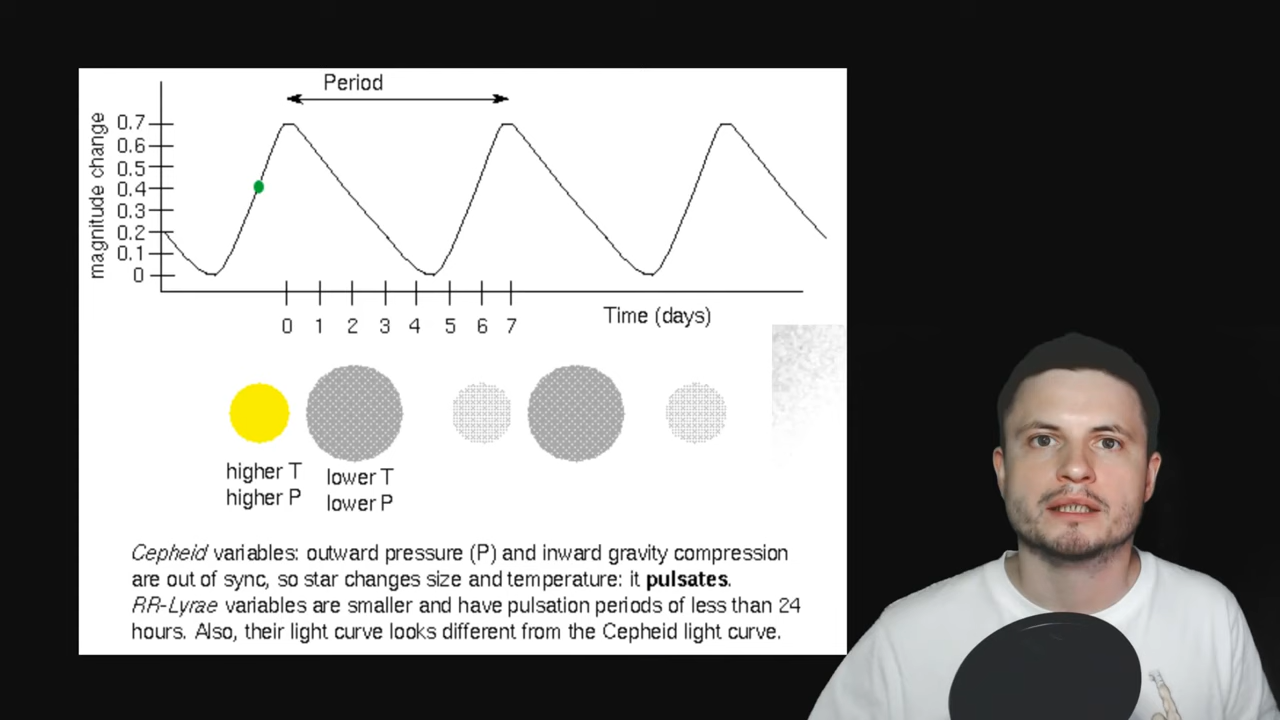 Period
magnitude change
0.7
0.6
0.5
0.4
0.3
0.2
0.1
0
0 1 2 3 4 5 6 7
Time (days)
higher T
higher P
lower T
lower P
Cepheid variables: outward pressure (P) and inward gravity compression
are out of sync, so star changes size and temperature: it pulsates.
RR-Lyrae variables are smaller and have pulsation periods of less than 24
hours. Also, their light curve looks different from the Cepheid light curve.